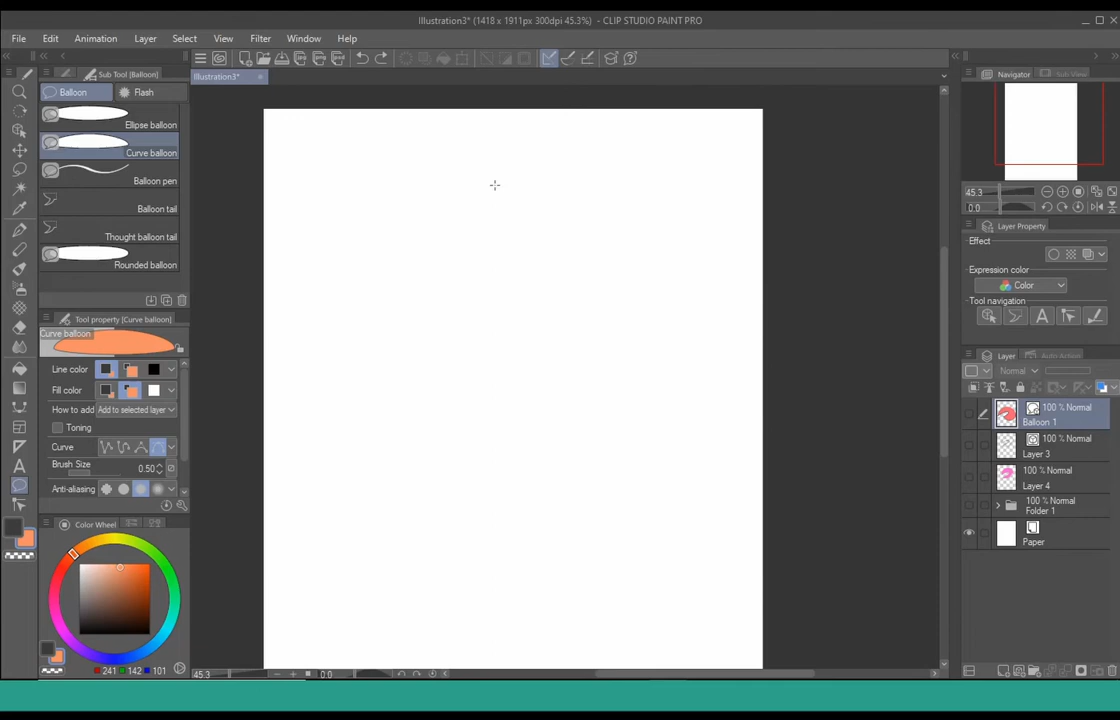 Illustration3* (1418 x 1911px 300dpi 45.3%) - CLIP STUDIO PAINT PRO
File Edit Animation Layer Select View Filter Window Help
Sub Tool [Balloon]
Illustration3*
Navigator
Sub View
Balloon
Flash
Ellipse balloon
Curve balloon
Balloon pen
Balloon tail
Thought balloon tail
Rounded balloon
45.3
0.0
Layer Property
Effect
Expression color
Color
Tool navigation
Tool property [Curve balloon]
Curve balloon
Line color
Fill color
How to add Add to selected layer
Toning
Curve
Brush Size
0.50
Anti-aliasing
Layer
Auto Action
Normal
100 % Normal
Balloon 1
100 % Normal
Layer 3
100 % Normal
Layer 4
100 % Normal
Folder 1
Paper
Color Wheel
241 142 101
45.3
0.0